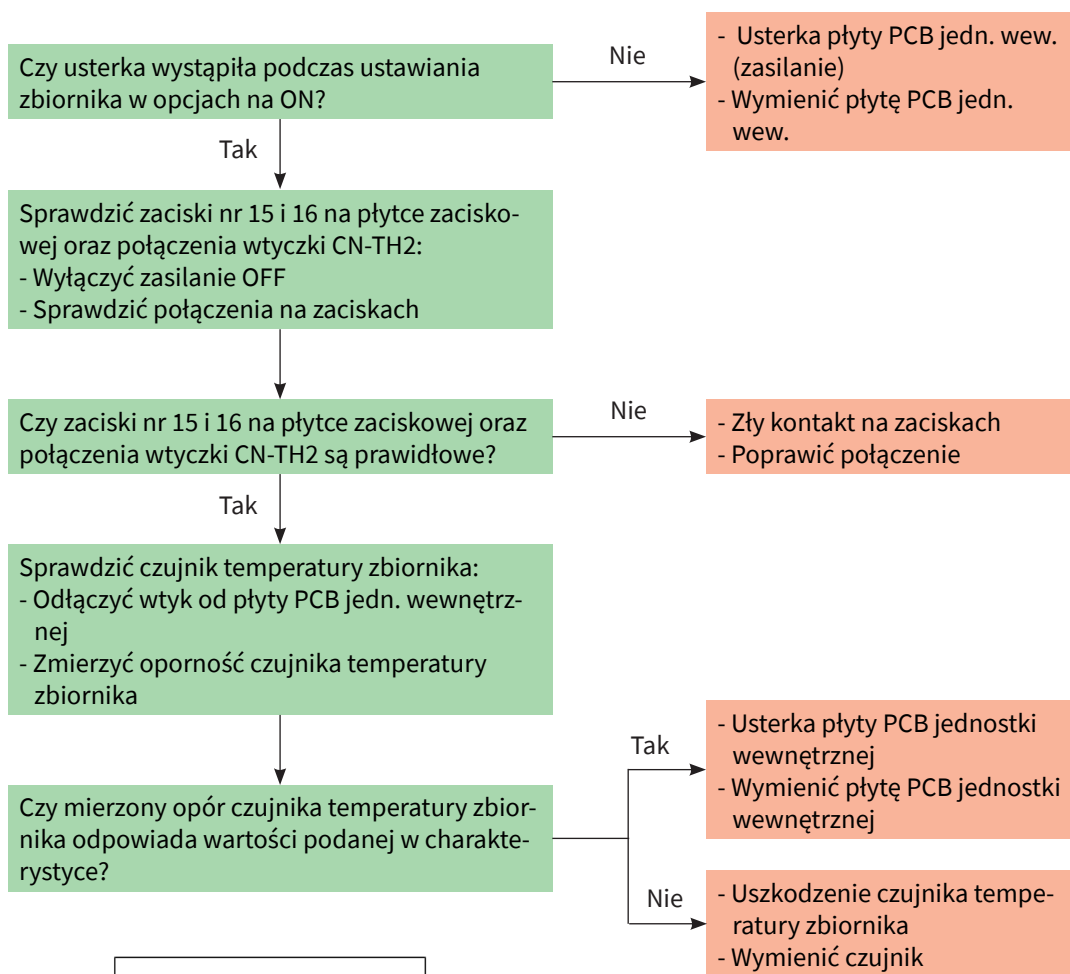 Czy usterka wystąpiła podczas ustawiania
zbiornika w opcjach na ON?
Nie
- Usterka płyty PCB jedn. wew.
(zasilanie)
- Wymienić płytę PCB jedn.
wew.
Tak
Sprawdzić zaciski nr 15 i 16 na płytce zacisko-
wej oraz połączenia wtyczki CN-TH2:
- Wyłączyć zasilanie OFF
- Sprawdzić połączenia na zaciskach
Czy zaciski nr 15 i 16 na płytce zaciskowej oraz
połączenia wtyczki CN-TH2 są prawidłowe?
Nie
- Zły kontakt na zaciskach
- Poprawić połączenie
Tak
Sprawdzić czujnik temperatury zbiornika:
- Odłączyć wtyk od płyty PCB jedn. wewnętrz-
nej
- Zmierzyć oporność czujnika temperatury
zbiornika
Czy mierzony opór czujnika temperatury zbior-
nika odpowiada wartości podanej w charakte-
rystyce?
Tak
- Usterka płyty PCB jednostki
wewnętrznej
- Wymienić płytę PCB jednostki
wewnętrznej
Nie
- Uszkodzenie czujnika tempe-
ratury zbiornika
- Wymienić czujnik